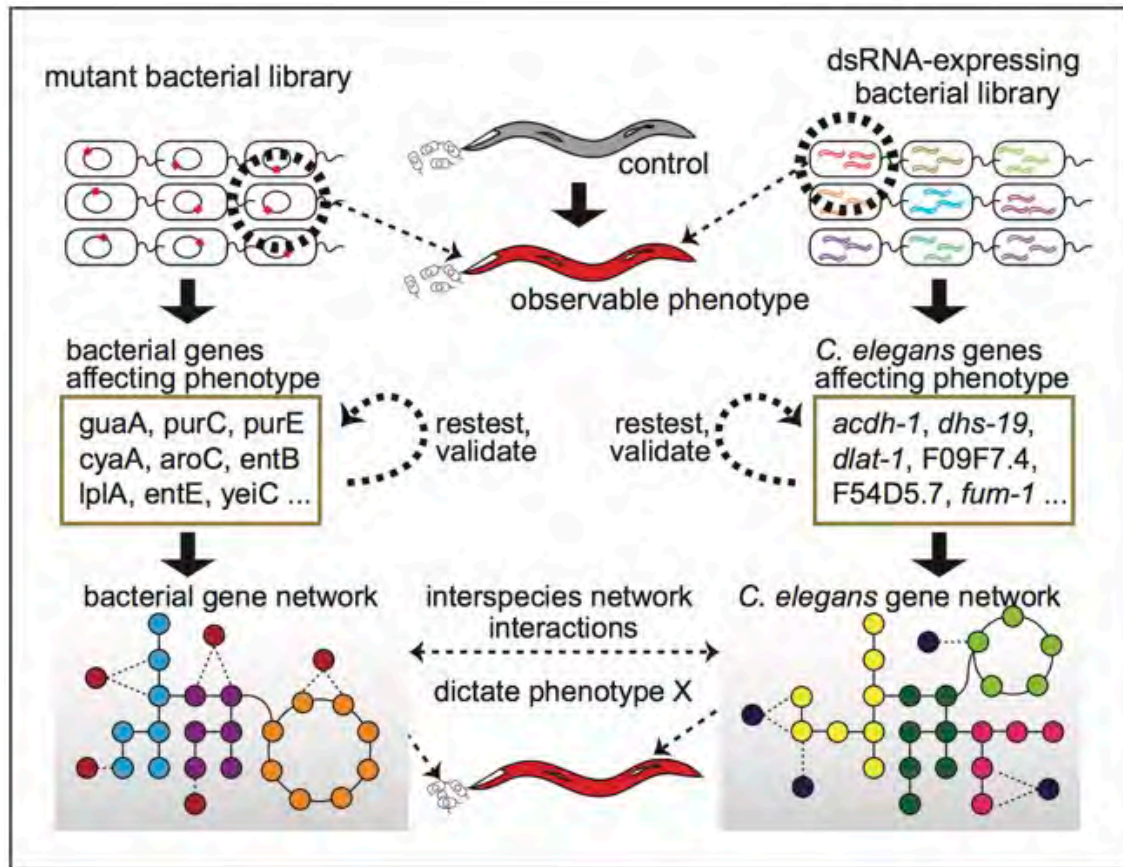 mutant bacterial library
dsRNA-expressing
bacterial library
control
observable phenotype
bacterial genes
affecting phenotype
guaA, purC, purE
cyaA, aroC, entB
lplA, entE, yeiC ...
restest,
validate
restest,
validate
C. elegans genes
affecting phenotype
acdh-1, dhs-19,
dlat-1, F09F7.4,
F54D5.7, fum-1 ...
bacterial gene network
interspecies network
interactions
dictate phenotype X
C. elegans gene network